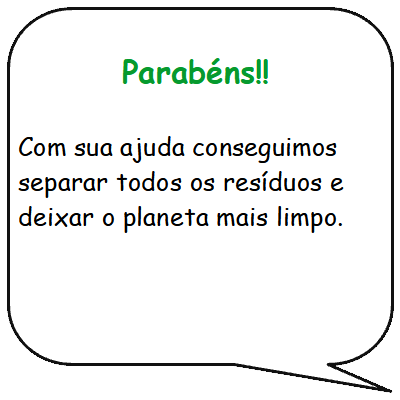 Parabéns!!
Com sua ajuda conseguimos
separar todos os resíduos e
deixar o planeta mais limpo.